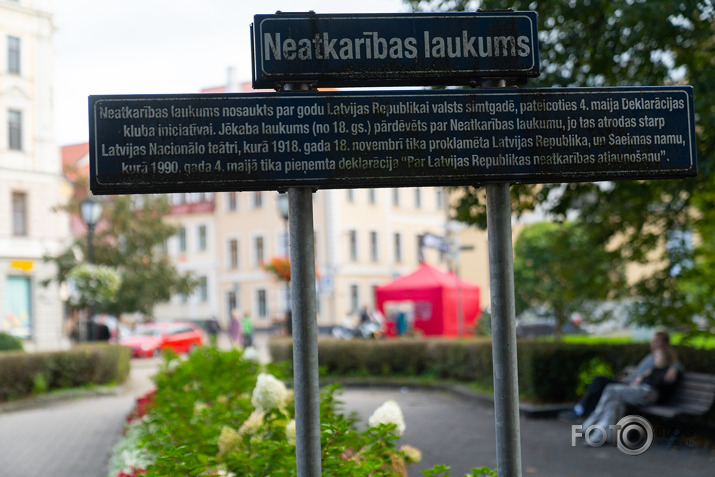 Neatkarības laukums
Neatkarības laukums nosaukts par godu Latvijas Republikai valsts simtgadē, pateicoties 4. maija Deklarācijas
kluba iniciatīvai. Jēkaba laukums (no 18. gs.) pārdēvēts par Neatkarības laukumu, jo tas atrodas starp
Latvijas Nacionālo teātri, kurā 1918. gada 18. novembrī tika proklamēta Latvijas Republika, un Saeimas namu,
kurā 1990. gada 4. maijā tika pieņemta deklarācija "Par Latvijas Republikas neatkarības atjaunošanu".
FOTO